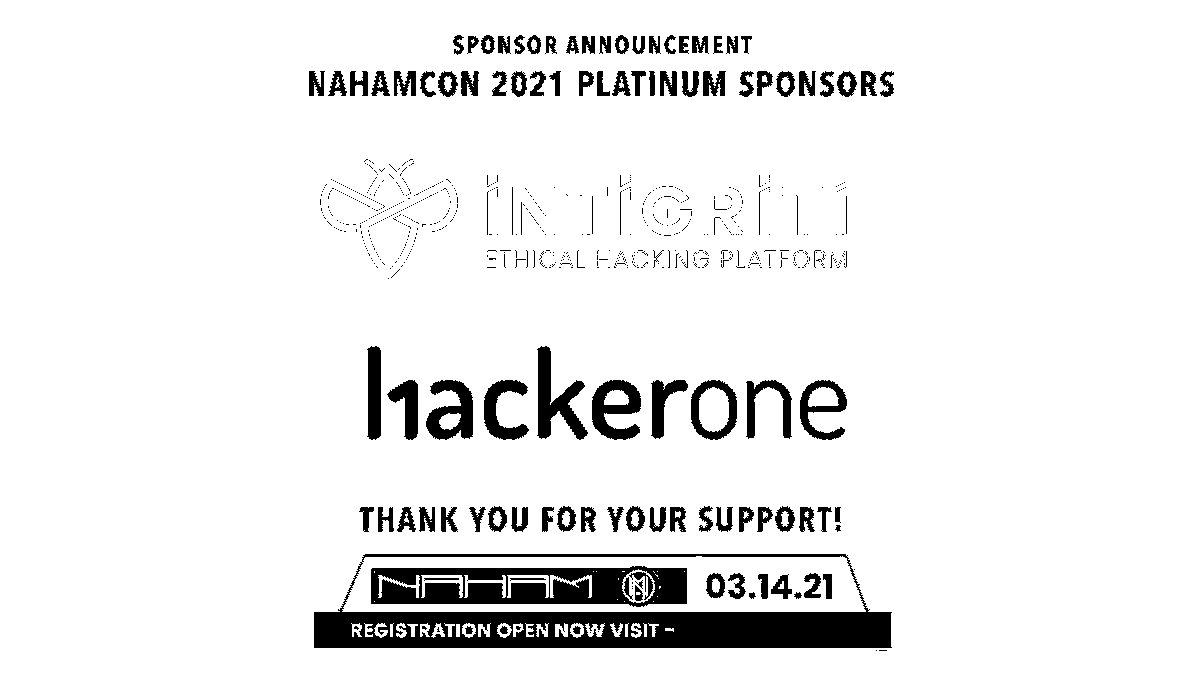 SPONSOR ANNOUNCEMENT
NAHAMCON 2021 PLATINUM SPONSORS
INTIGRITI
ETHICAL HACKING PLATFORM
hackerone
THANK YOU FOR YOUR SUPPORT!
NAHAM 03.14.21
REGISTRATION OPEN NOW VISIT -